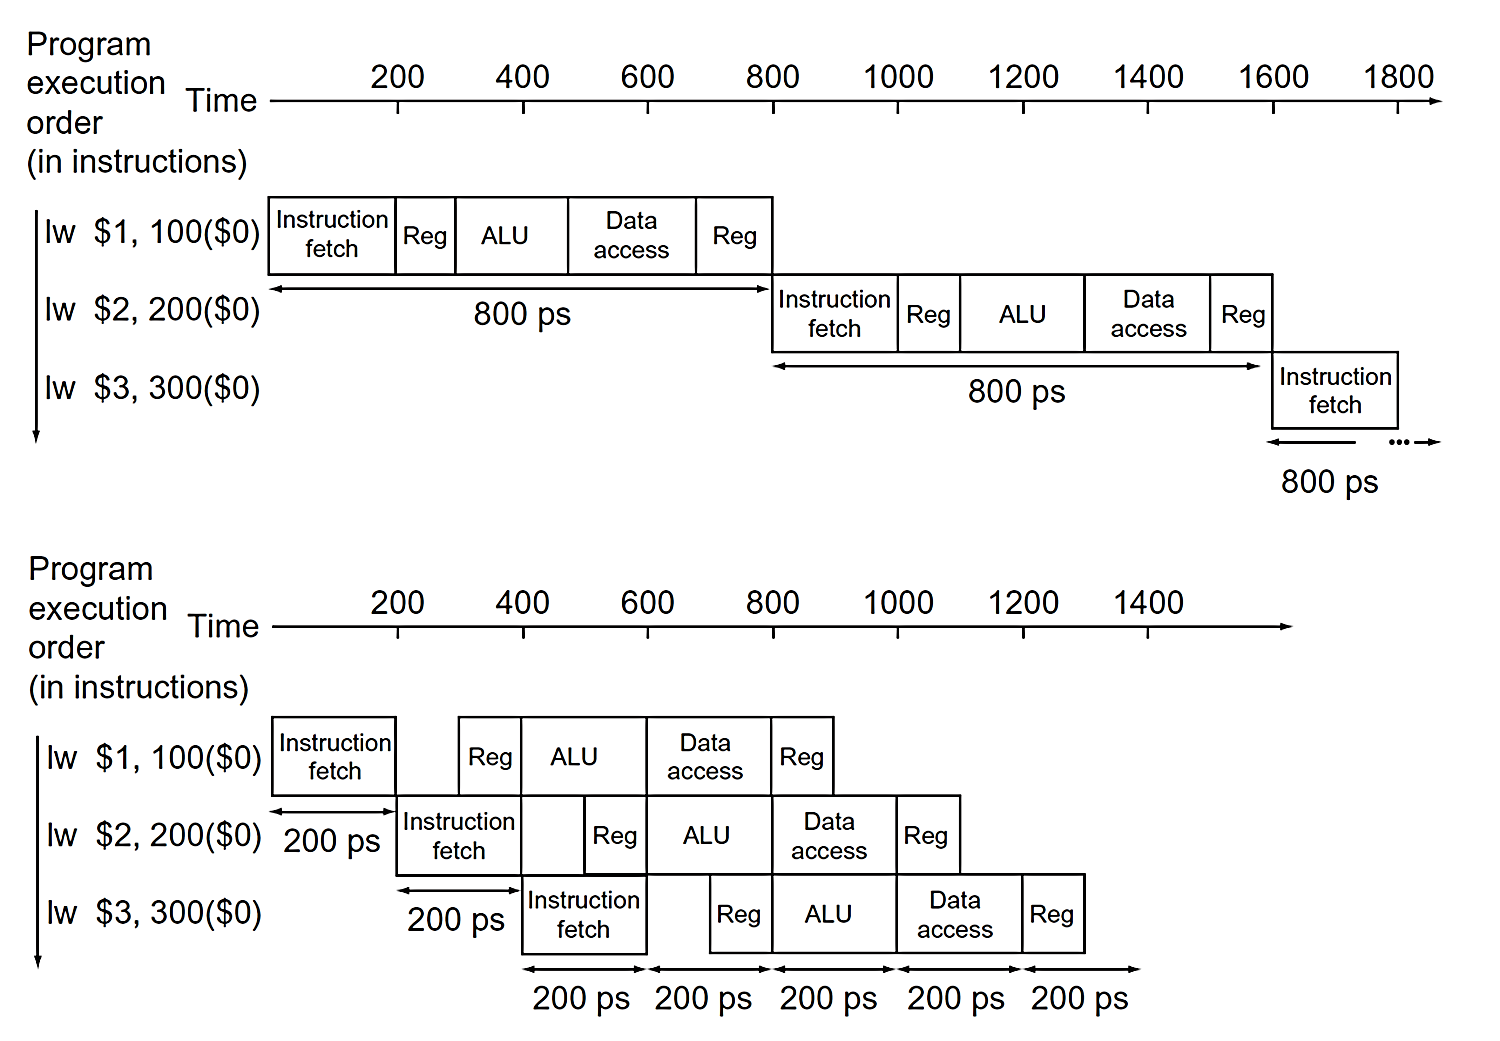 Program
execution
order
(in instructions)
Time
200 400 600 800 1000 1200 1400 1600 1800
lw $1, 100($0)
Instruction
fetch
Reg
ALU
Data
access
Reg
800 ps
lw $2, 200($0)
Instruction
fetch
Reg
ALU
Data
access
Reg
800 ps
lw $3, 300($0)
Instruction
fetch
...
800 ps
Program
execution
order
(in instructions)
Time
200 400 600 800 1000 1200 1400
lw $1, 100($0)
Instruction
fetch
Reg
ALU
Data
access
Reg
200 ps
lw $2, 200($0)
Instruction
fetch
Reg
ALU
Data
access
Reg
200 ps
lw $3, 300($0)
Instruction
fetch
Reg
ALU
Data
access
Reg
200 ps 200 ps 200 ps 200 ps 200 ps